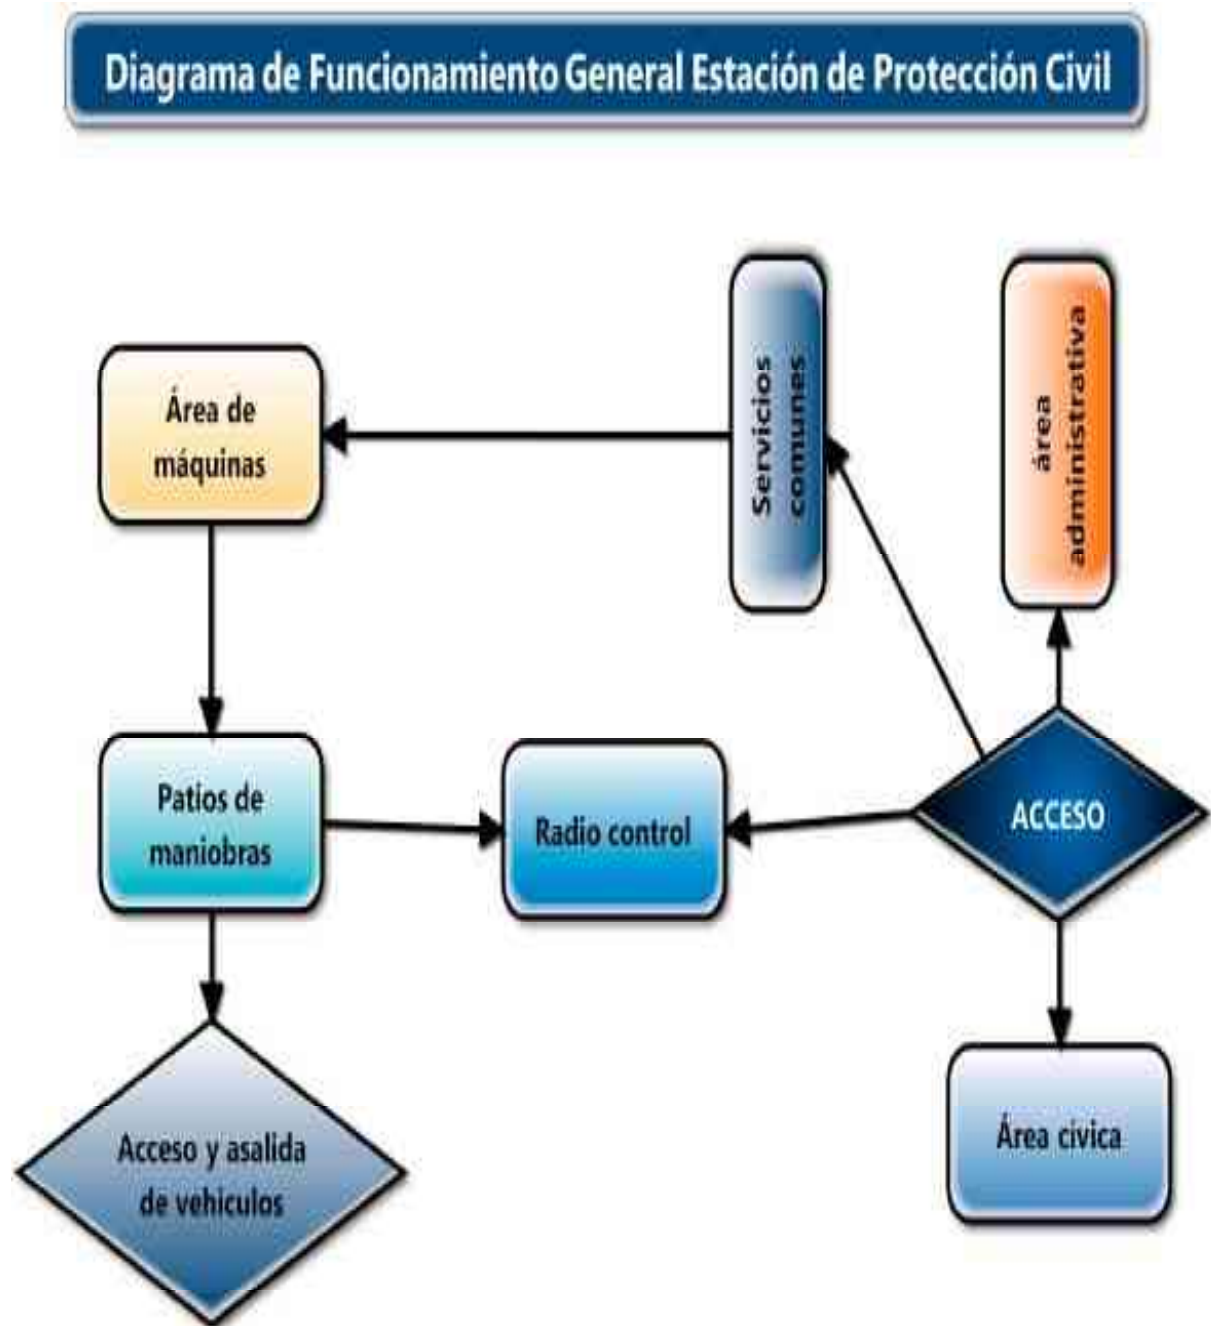 Diagrama de Funcionamiento General Estación de Protección Civil
Servicios
comunes
área
administrativa
Área de
máquinas
Patios de
maniobras
Radio control
ACCESO
Acceso y asalida
de vehiculos
Área cívica